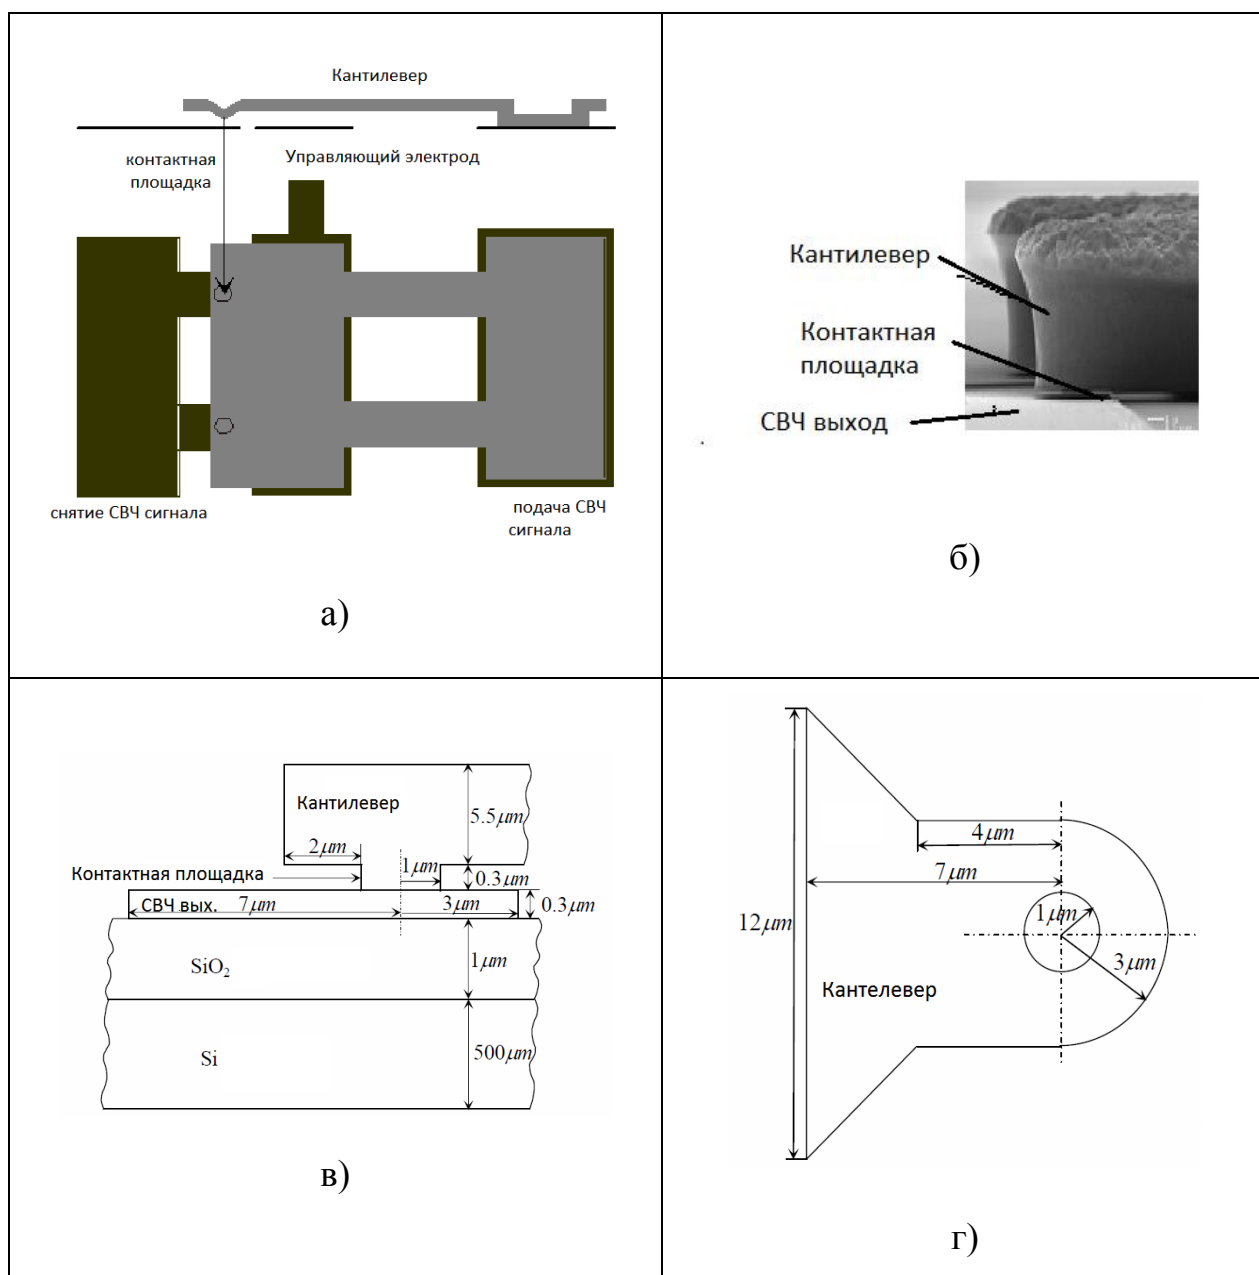 Кантилевер
контактная
площадка
Управляющий электрод
снятие СВЧ сигнала
подача СВЧ
сигнала
а)
Кантилевер
Контактная
площадка
СВЧ выход
б)
Кантилевер
5.5μm
2μm
1μm
Контактная площадка
0.3μm
СВЧ вых.
7μm
3μm
0.3μm
SiO2
1μm
Si
500μm
в)
4μm
7μm
12μm
1μm
3μm
Кантелевер
г)